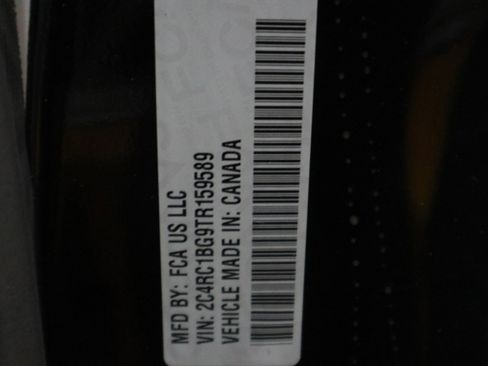 MFD BY: FCA US LLC
VIN: 2C4RC1BG9TR159589
VEHICLE MADE IN: CANADA